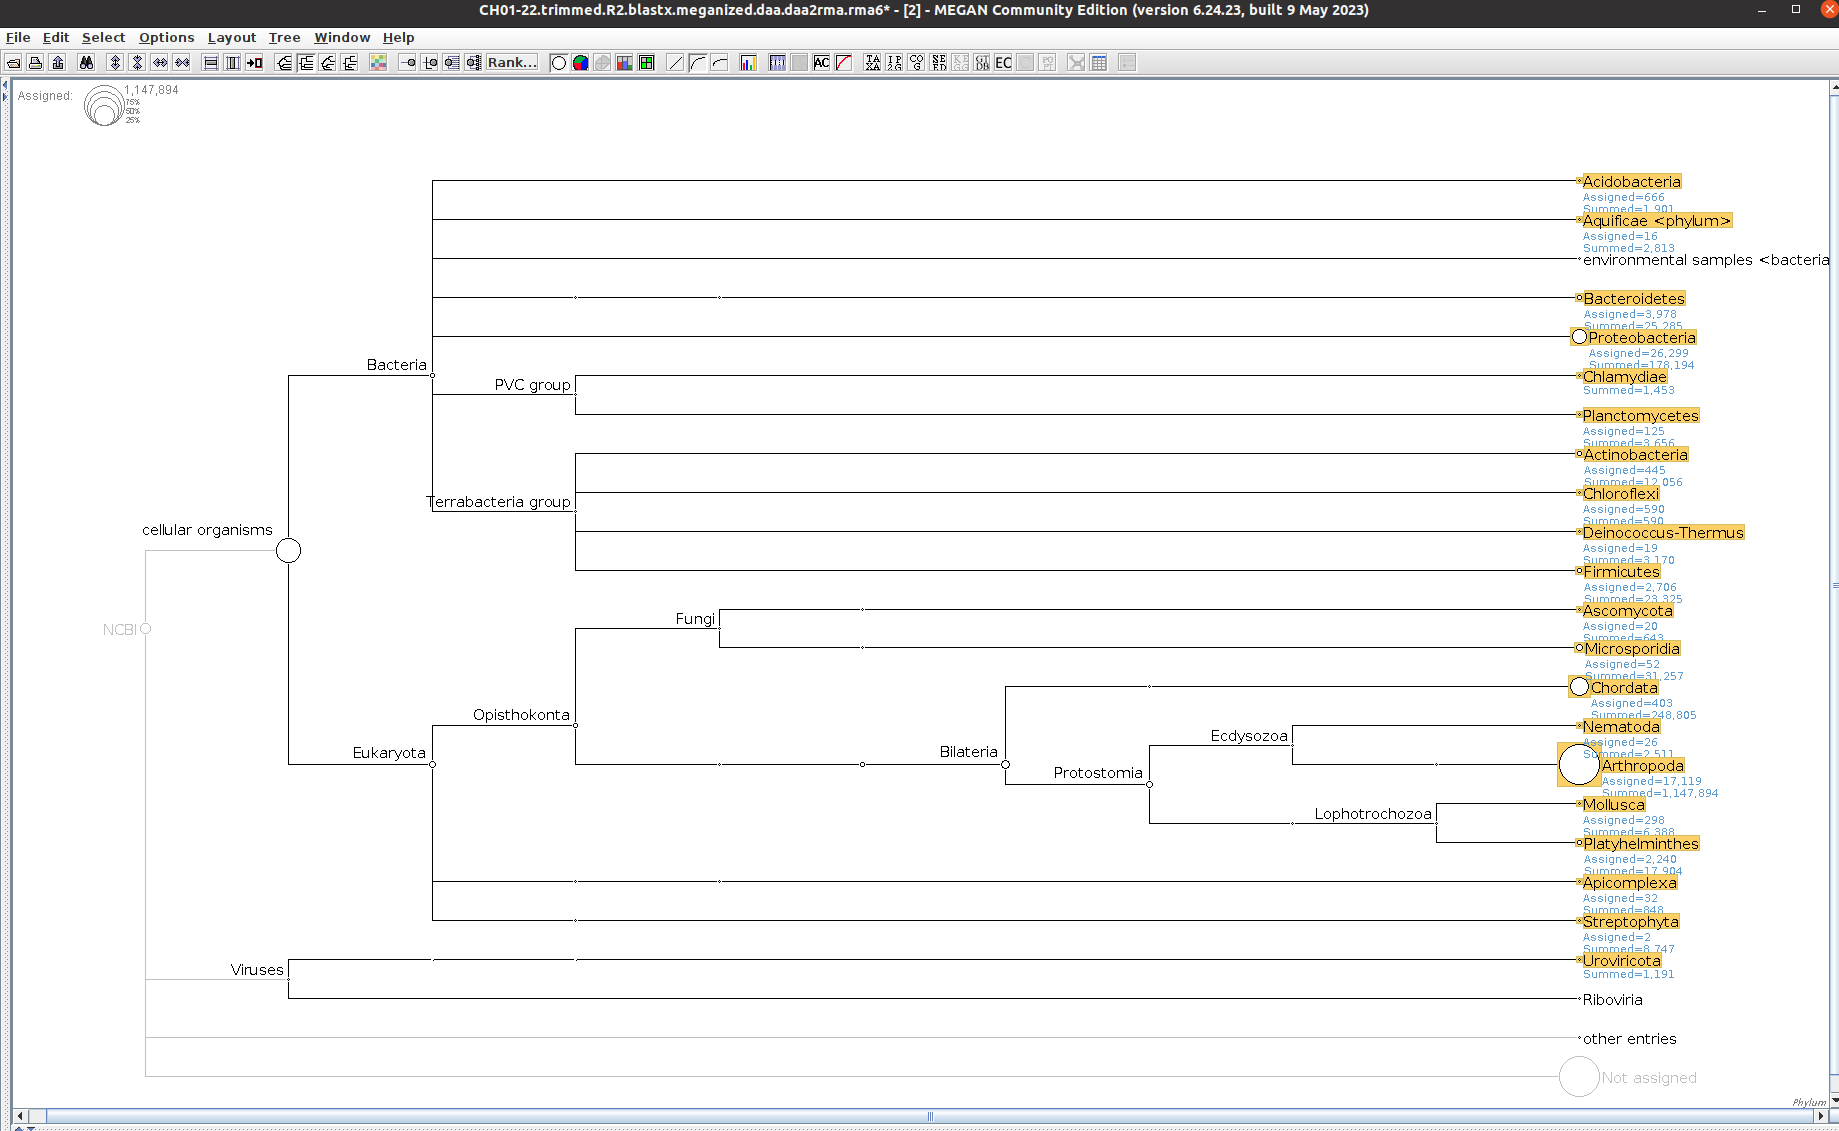 CH01-22.trimmed.R2.blastx.meganized.daa.daa2rma.rma6* - [2] - MEGAN Community Edition (version 6.24.23, built 9 May 2023)
File Edit Select Options Layout Tree Window Help
Rank... AC TAXA IPRG COG SEED KEGG GTDB EC PGPT
Assigned: 1,147,894
75%
50%
25%
Acidobacteria
Assigned=666
Summed=1,901
Aquificae <phylum>
Assigned=16
Summed=2,813
environmental samples <bacteria
Bacteroidetes
Assigned=3,978
Summed=25,285
Proteobacteria
Assigned=26,299
Summed=178,194
Bacteria
PVC group
Chlamydiae
Summed=1,453
Planctomycetes
Assigned=125
Summed=3,656
Actinobacteria
Assigned=445
Summed=12,056
Terrabacteria group
Chloroflexi
Assigned=590
Summed=590
cellular organisms
Deinococcus-Thermus
Assigned=19
Summed=3,170
Firmicutes
Assigned=2,706
Summed=23,325
Fungi
Ascomycota
Assigned=20
Summed=643
NCBI
Microsporidia
Assigned=52
Summed=31,257
Chordata
Assigned=403
Summed=248,805
Opisthokonta
Nematoda
Assigned=26
Summed=2,511
Ecdysozoa
Eukaryota
Bilateria
Protostomia
Arthropoda
Assigned=17,119
Summed=1,147,894
Lophotrochozoa
Mollusca
Assigned=298
Summed=6,388
Platyhelminthes
Assigned=2,240
Summed=17,904
Apicomplexa
Assigned=32
Summed=848
Streptophyta
Assigned=2
Summed=8,747
Viruses
Uroviricota
Summed=1,191
Riboviria
other entries
Not assigned
Phylum